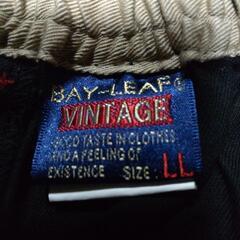 BAY-LEAF®
VINTAGE
GOOD TASTE IN CLOTHES
AND A FEELING OF
EXISTENCE SIZE: LL